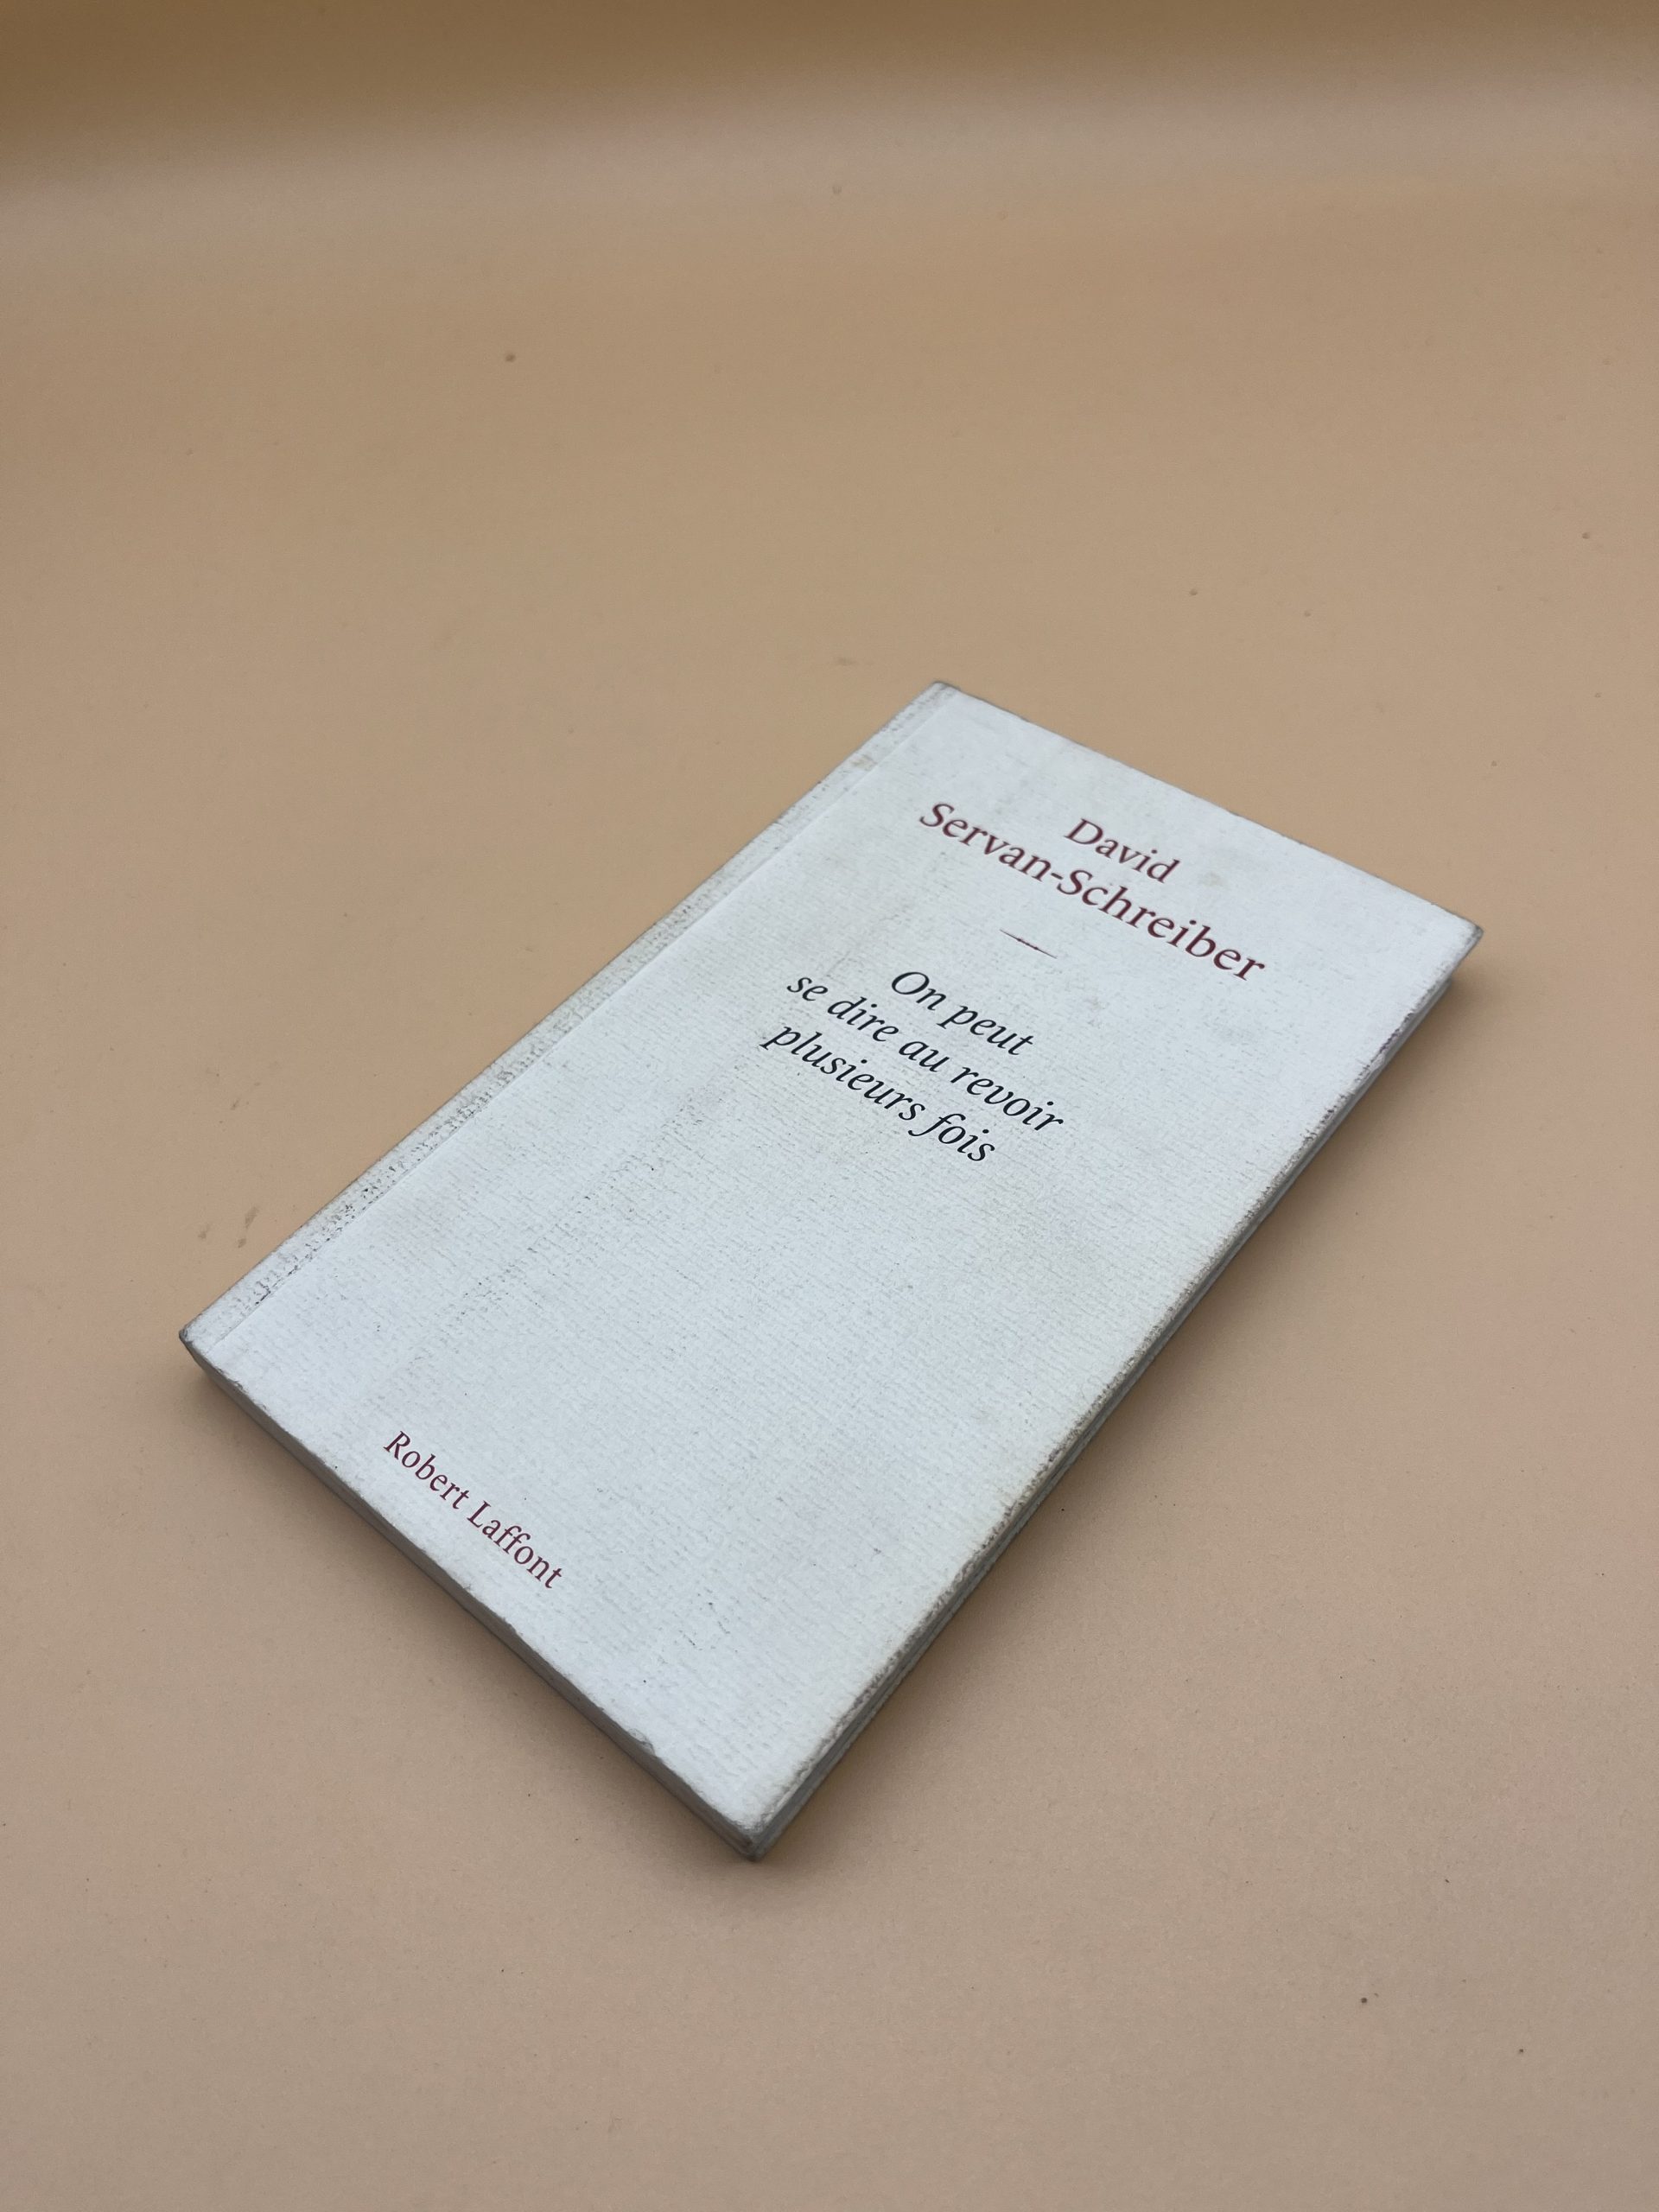 David
Servan-Schreiber
On peut
se dire au revoir
plusieurs fois
Robert Laffont